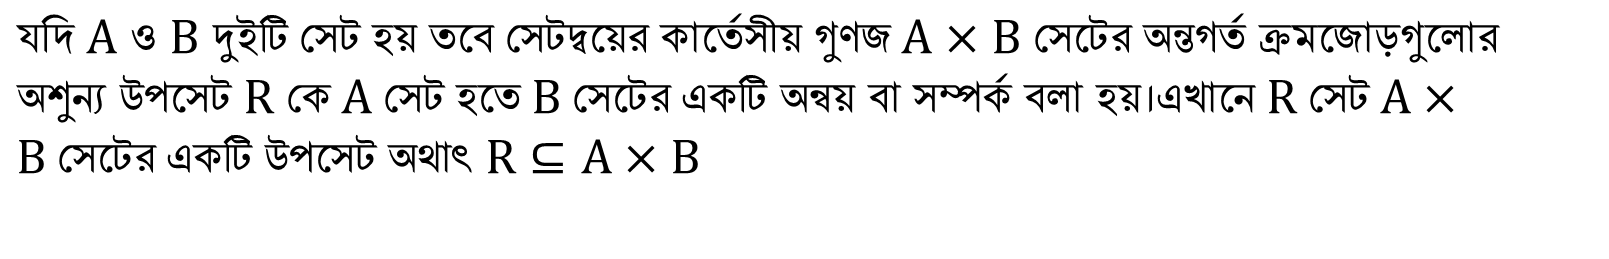 যদি A ও B দুইটি সেট হয় তবে সেটদ্বয়ের কার্তেসীয় গুণজ A × B সেটের অন্তগর্ত ক্রমজোড়গুলোর
অশুন্য উপসেট R কে A সেট হতে B সেটের একটি অন্বয় বা সম্পর্ক বলা হয়।এখানে R সেট A ×
B সেটের একটি উপসেট অথাৎ R ⊆ A × B